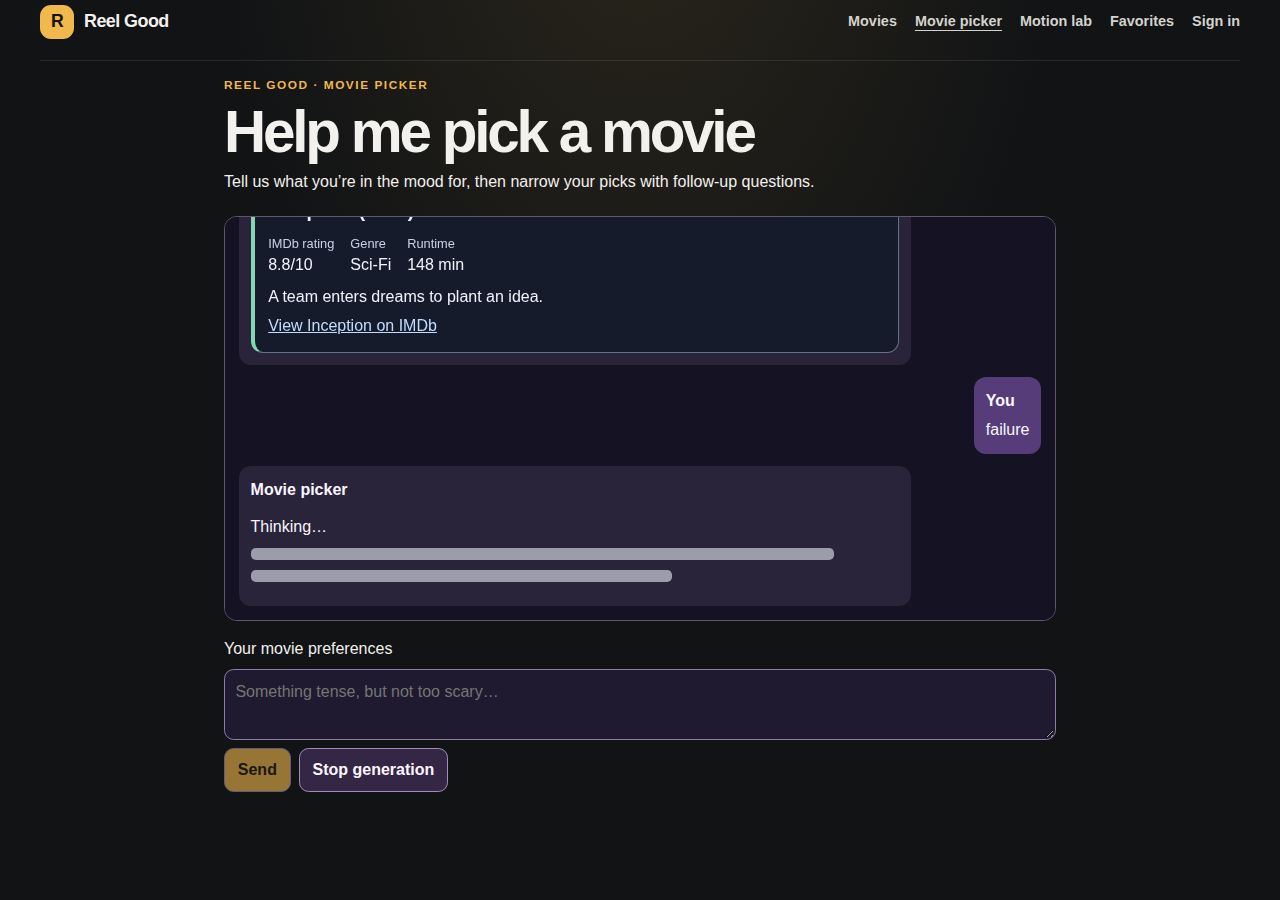 R Reel Good
Movies Movie picker Motion lab Favorites Sign in
REEL GOOD · MOVIE PICKER
Help me pick a movie
Tell us what you’re in the mood for, then narrow your picks with follow-up questions.
IMDb rating Genre Runtime
8.8/10 Sci-Fi 148 min
A team enters dreams to plant an idea.
View Inception on IMDb
You
failure
Movie picker
Thinking…
Your movie preferences
Something tense, but not too scary…
Send Stop generation